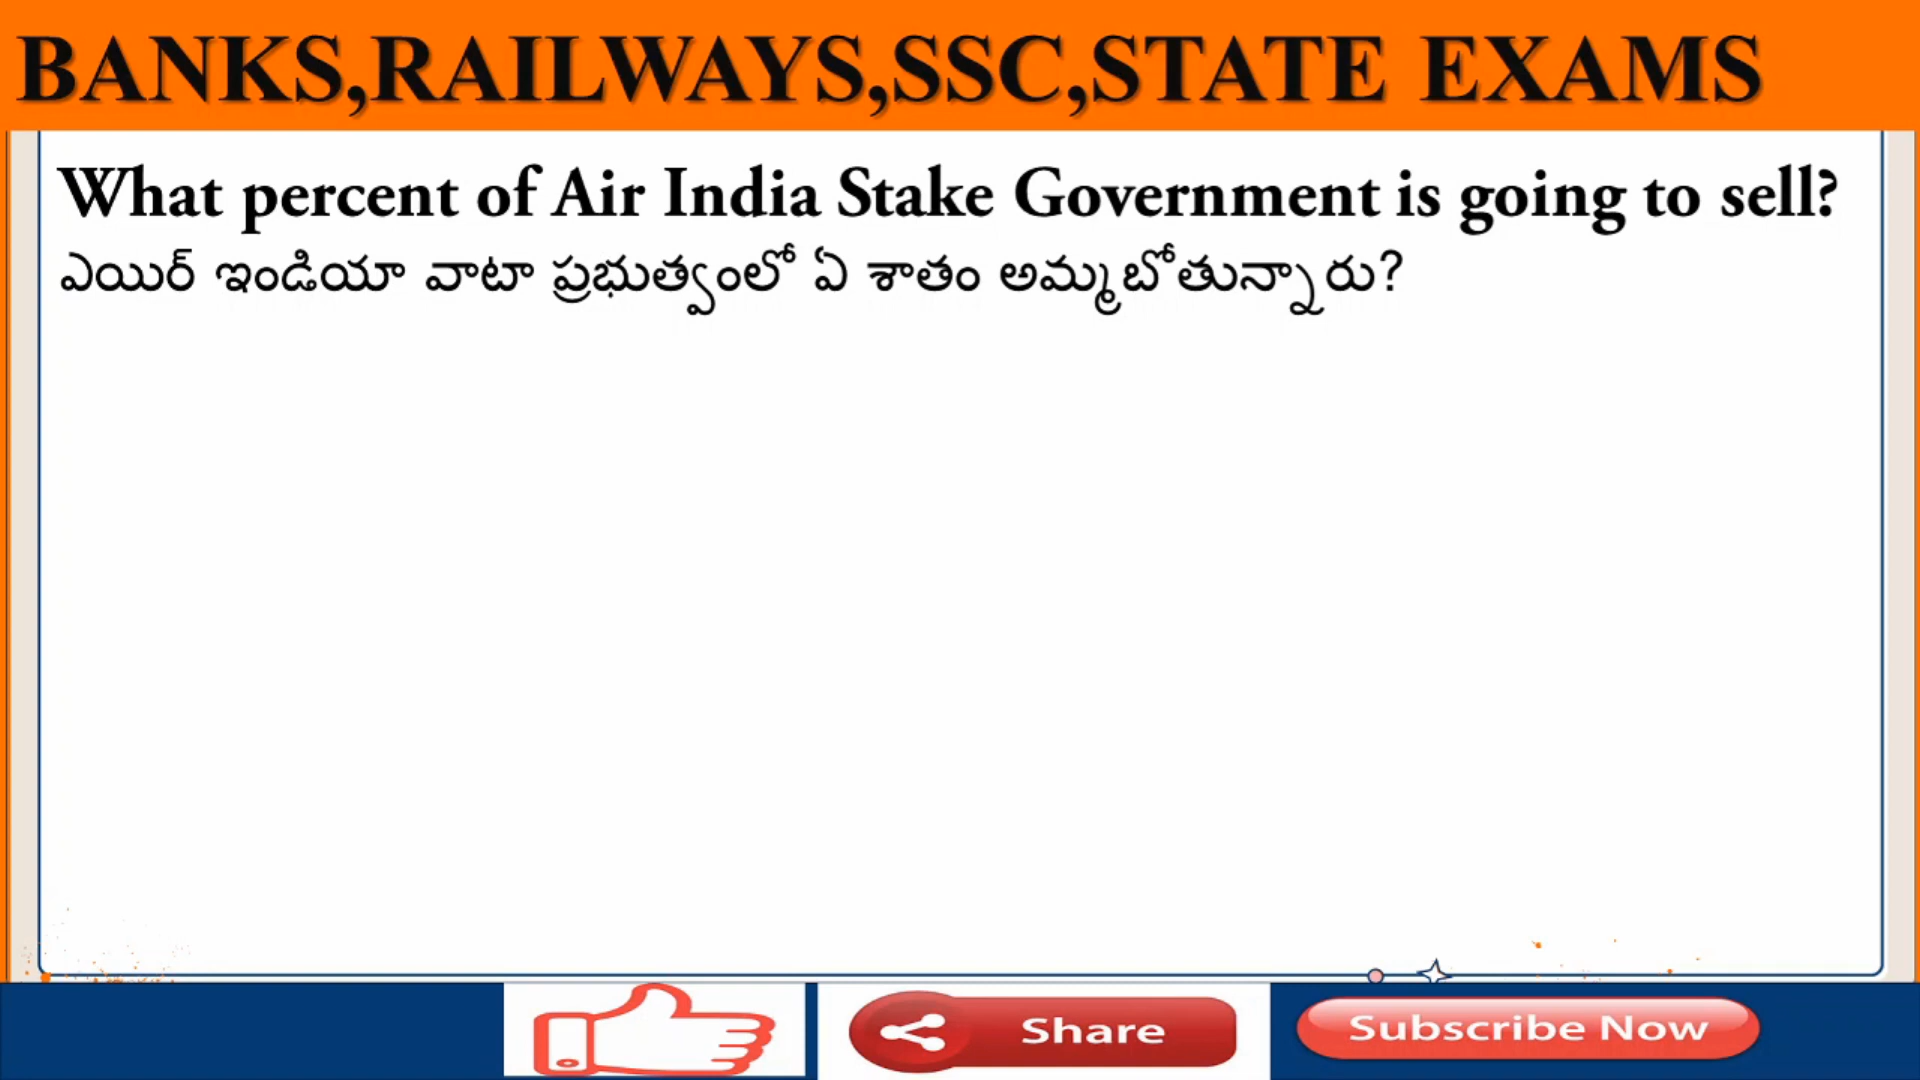 BANKS,RAILWAYS,SSC,STATE EXAMS
What percent of Air India Stake Government is going to sell?
ఎయిర్ ఇండియా వాటా ప్రభుత్వంలో ఏ శాతం అమ్మబోతున్నారు?
Share
Subscribe Now